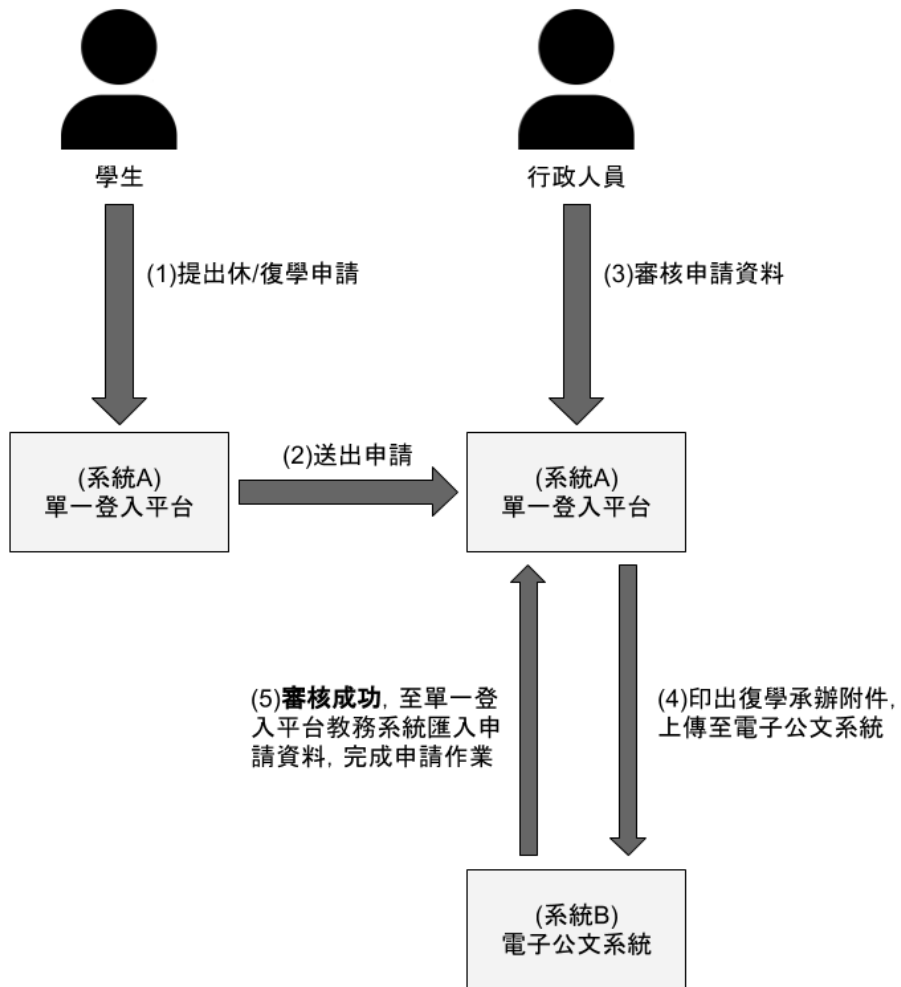 學生
行政人員
(1)提出休/復學申請
(3)審核申請資料
(系統A)
單一登入平台
(2)送出申請
(系統A)
單一登入平台
(5)審核成功, 至單一登
入平台教務系統匯入申
請資料, 完成申請作業
(4)印出復學承辦附件,
上傳至電子公文系統
(系統B)
電子公文系統